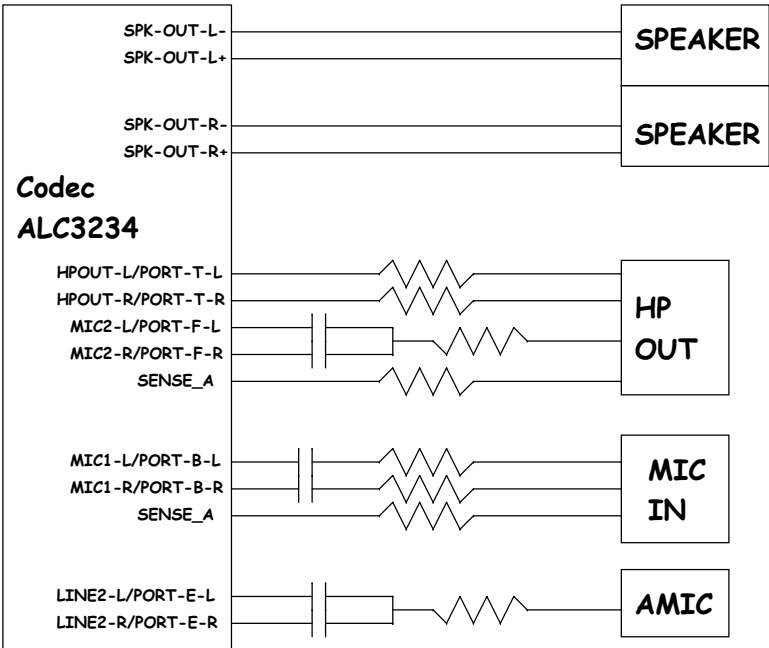 SPK-OUT-L-
SPK-OUT-L+
SPEAKER
SPK-OUT-R-
SPK-OUT-R+
SPEAKER
Codec
ALC3234
HPOUT-L/PORT-T-L
HPOUT-R/PORT-T-R
MIC2-L/PORT-F-L
MIC2-R/PORT-F-R
SENSE_A
HP
OUT
MIC1-L/PORT-B-L
MIC1-R/PORT-B-R
SENSE_A
MIC
IN
LINE2-L/PORT-E-L
LINE2-R/PORT-E-R
AMIC